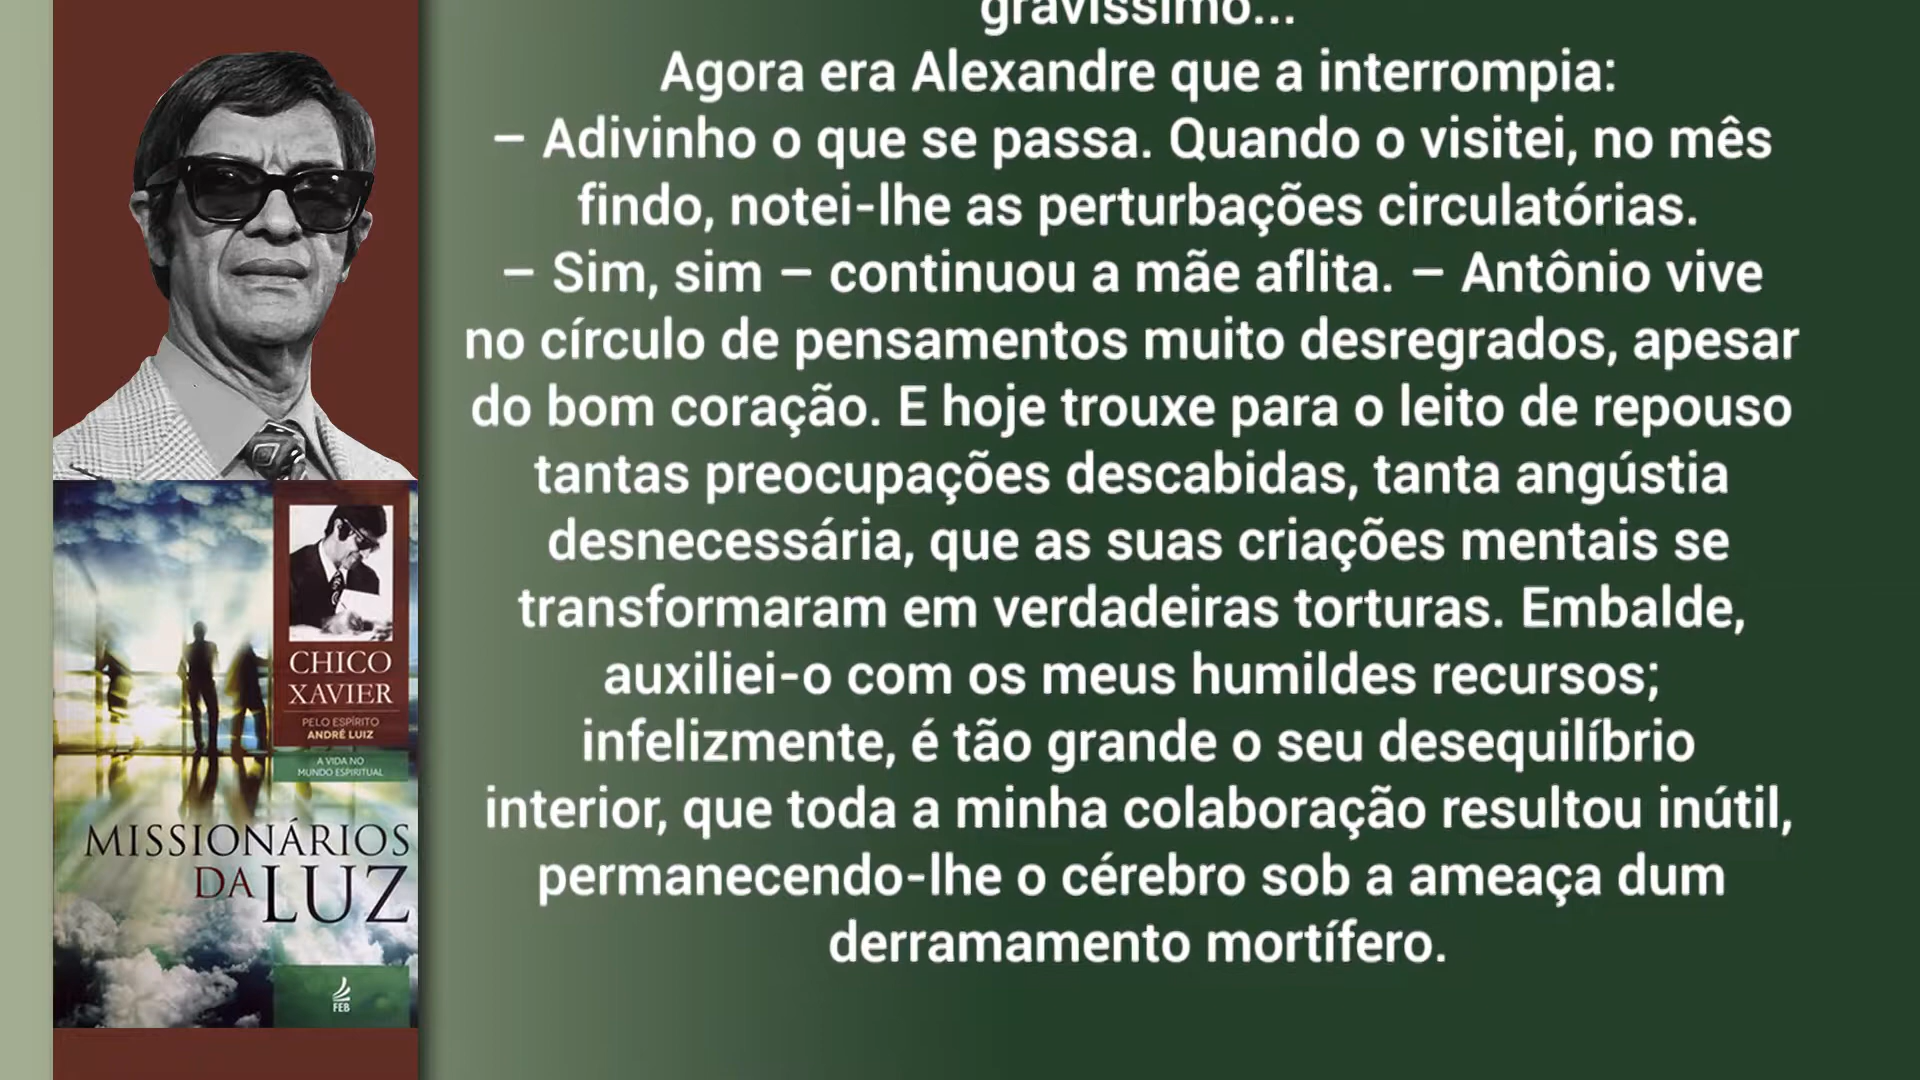 gravíssimo...
Agora era Alexandre que a interrompia:
– Adivinho o que se passa. Quando o visitei, no mês
findo, notei-lhe as perturbações circulatórias.
– Sim, sim – continuou a mãe aflita. – Antônio vive
no círculo de pensamentos muito desregrados, apesar
do bom coração. E hoje trouxe para o leito de repouso
tantas preocupações descabidas, tanta angústia
desnecessária, que as suas criações mentais se
transformaram em verdadeiras torturas. Embalde,
auxiliei-o com os meus humildes recursos;
infelizmente, é tão grande o seu desequilíbrio
interior, que toda a minha colaboração resultou inútil,
permanecendo-lhe o cérebro sob a ameaça dum
derramamento mortífero.
CHICO
XAVIER
PELO ESPÍRITO
ANDRÉ LUIZ
A VIDA NO
MUNDO ESPIRITUAL
MISSIONÁRIOS
DA LUZ
FEB